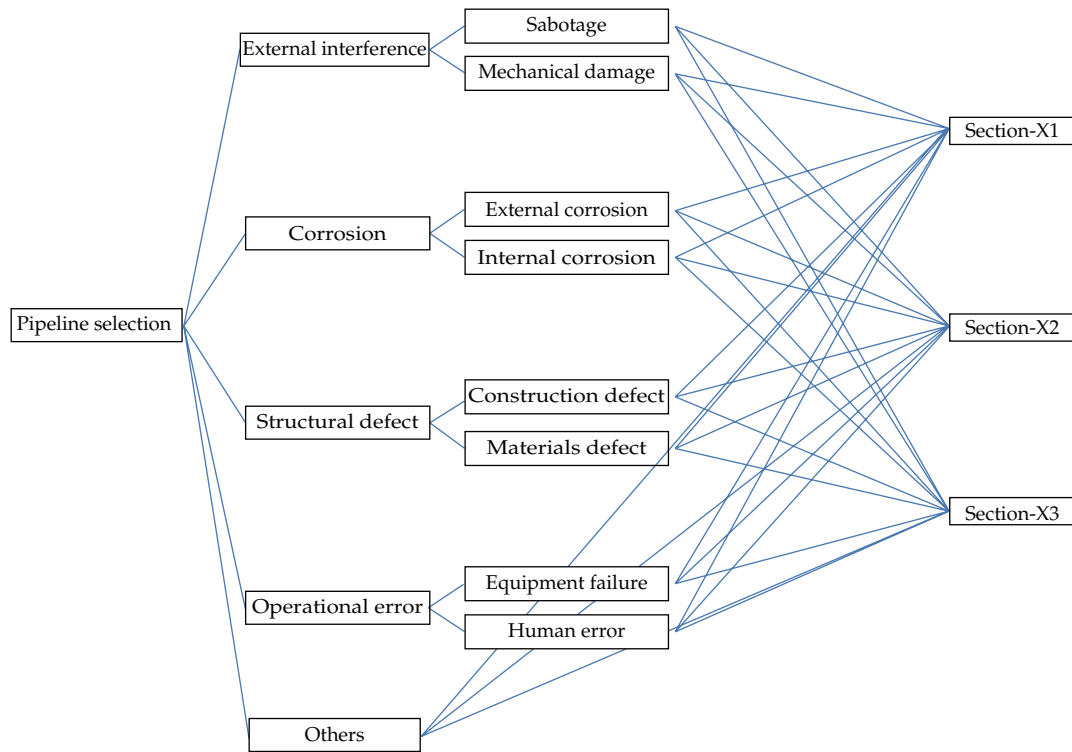 Pipeline selection
External interference
Corrosion
Structural defect
Operational error
Others
Sabotage
Mechanical damage
External corrosion
Internal corrosion
Construction defect
Materials defect
Equipment failure
Human error
Section-X1
Section-X2
Section-X3